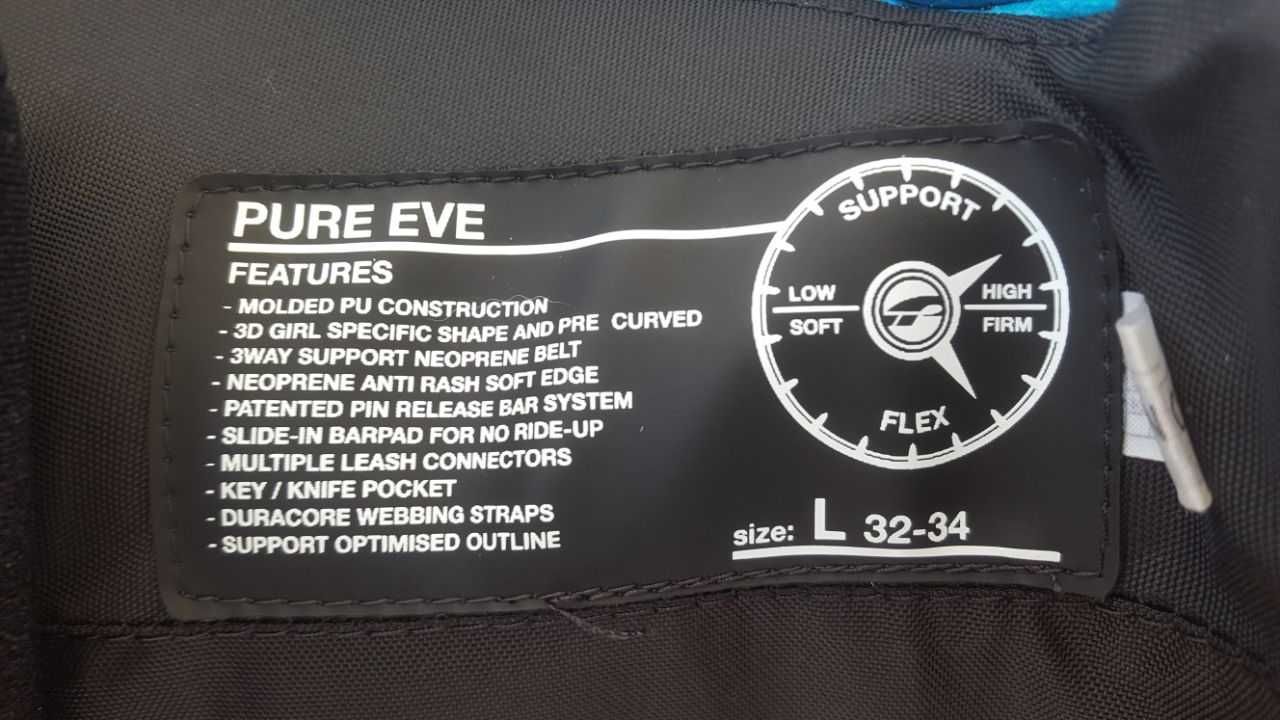 PURE EVE
FEATURES
- MOLDED PU CONSTRUCTION
- 3D GIRL SPECIFIC SHAPE AND PRE CURVED
- 3WAY SUPPORT NEOPRENE BELT
- NEOPRENE ANTI RASH SOFT EDGE
- PATENTED PIN RELEASE BAR SYSTEM
- SLIDE-IN BARPAD FOR NO RIDE-UP
- MULTIPLE LEASH CONNECTORS
- KEY / KNIFE POCKET
- DURACORE WEBBING STRAPS
- SUPPORT OPTIMISED OUTLINE
SUPPORT
LOW HIGH
SOFT FIRM
FLEX
size: L 32-34